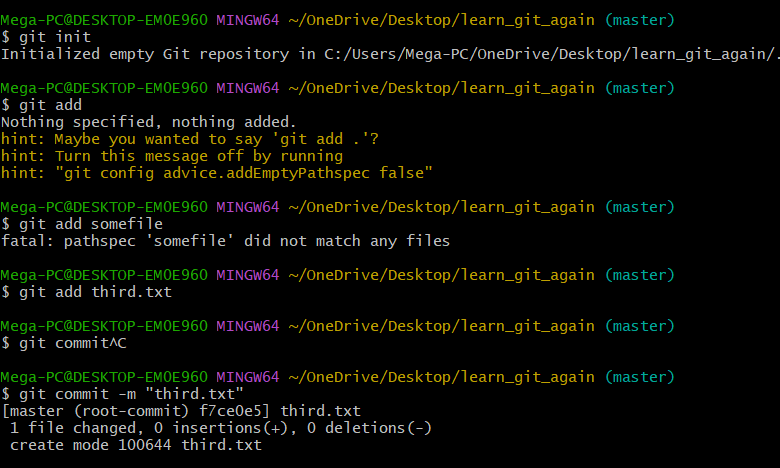 Mega-PC@DESKTOP-EMOE960 MINGW64 ~/OneDrive/Desktop/learn_git_again (master)
$ git init
Initialized empty Git repository in C:/Users/Mega-PC/OneDrive/Desktop/learn_git_again/.
Mega-PC@DESKTOP-EMOE960 MINGW64 ~/OneDrive/Desktop/learn_git_again (master)
$ git add
Nothing specified, nothing added.
hint: Maybe you wanted to say 'git add .'?
hint: Turn this message off by running
hint: "git config advice.addEmptyPathspec false"
Mega-PC@DESKTOP-EMOE960 MINGW64 ~/OneDrive/Desktop/learn_git_again (master)
$ git add somefile
fatal: pathspec 'somefile' did not match any files
Mega-PC@DESKTOP-EMOE960 MINGW64 ~/OneDrive/Desktop/learn_git_again (master)
$ git add third.txt
Mega-PC@DESKTOP-EMOE960 MINGW64 ~/OneDrive/Desktop/learn_git_again (master)
$ git commit^C
Mega-PC@DESKTOP-EMOE960 MINGW64 ~/OneDrive/Desktop/learn_git_again (master)
$ git commit -m "third.txt"
[master (root-commit) f7ce0e5] third.txt
 1 file changed, 0 insertions(+), 0 deletions(-)
 create mode 100644 third.txt